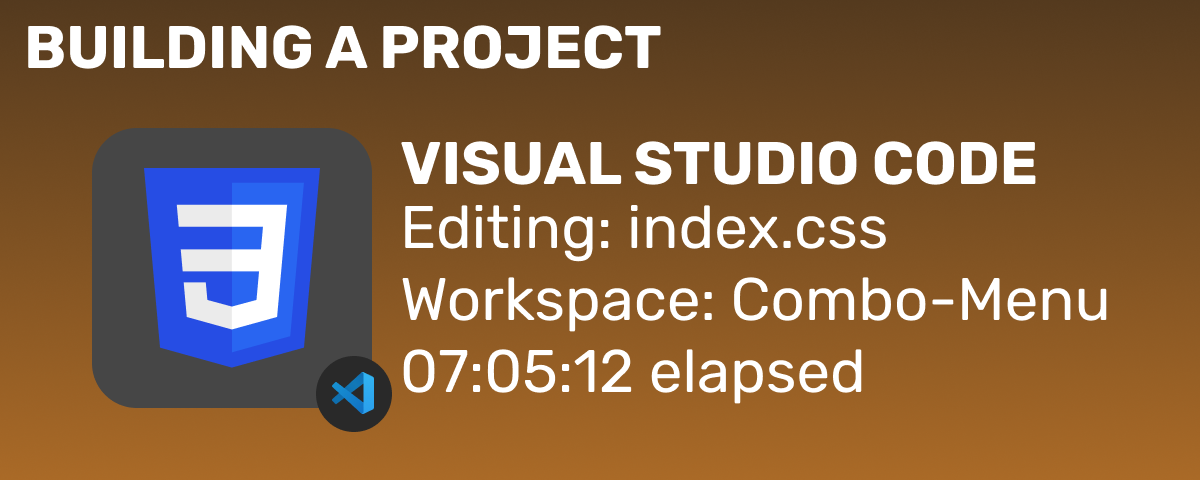 BUILDING A PROJECT
VISUAL STUDIO CODE
Editing: index.css
Workspace: Combo-Menu
07:05:12 elapsed